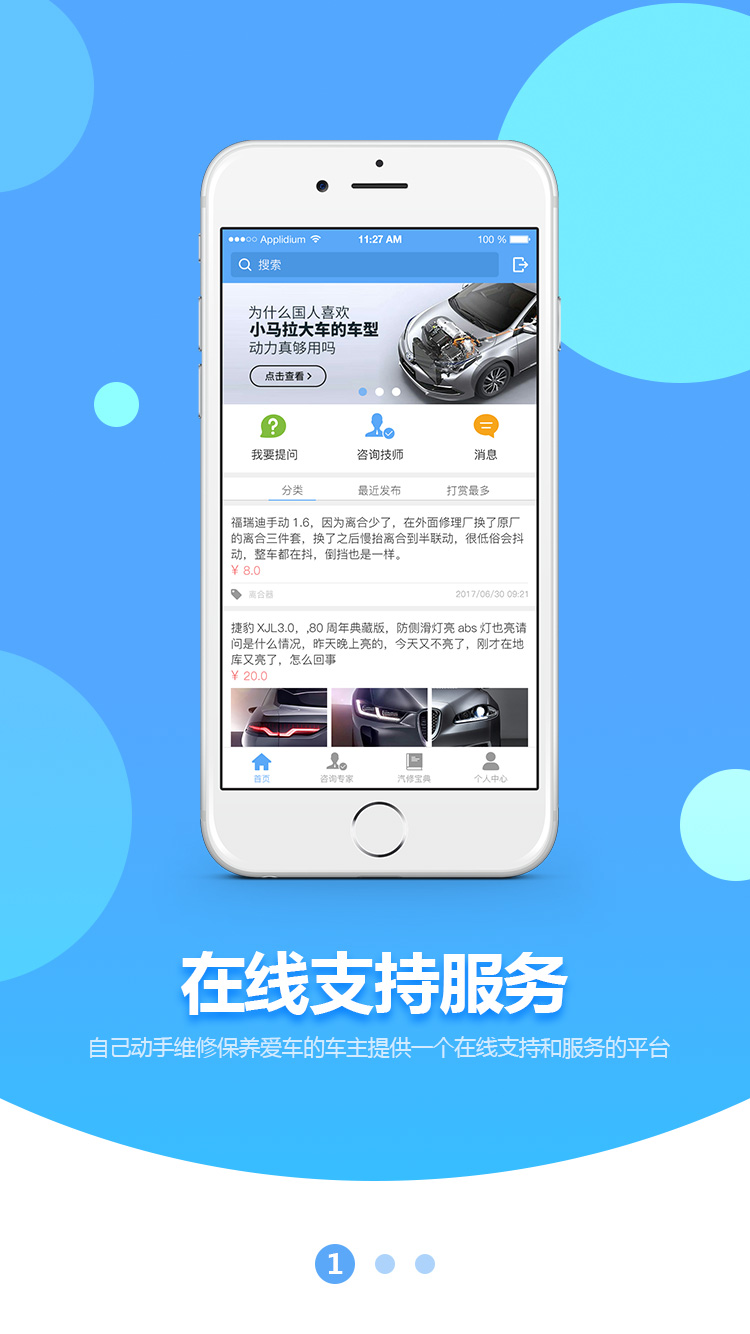 ●●●○○ Applidium 11:27 AM 100 %
搜索
为什么国人喜欢
小马拉大车的车型
动力真够用吗
点击查看 >
我要提问 咨询技师 消息
分类 最近发布 打赏最多
福瑞迪手动 1.6，因为离合少了，在外面修理厂换了原厂
的离合三件套，换了之后慢抬离合到半联动，很低俗会抖
动，整车都在抖，倒挡也是一样。
¥ 8.0
离合器 2017/06/30 09:21
捷豹 XJL3.0，,80 周年典藏版，防侧滑灯亮 abs 灯也亮请
问是什么情况，昨天晚上亮的，今天又不亮了，刚才在地
库又亮了，怎么回事
¥ 20.0
首页 咨询专家 汽修宝典 个人中心
在线支持服务
自己动手维修保养爱车的车主提供一个在线支持和服务的平台
1